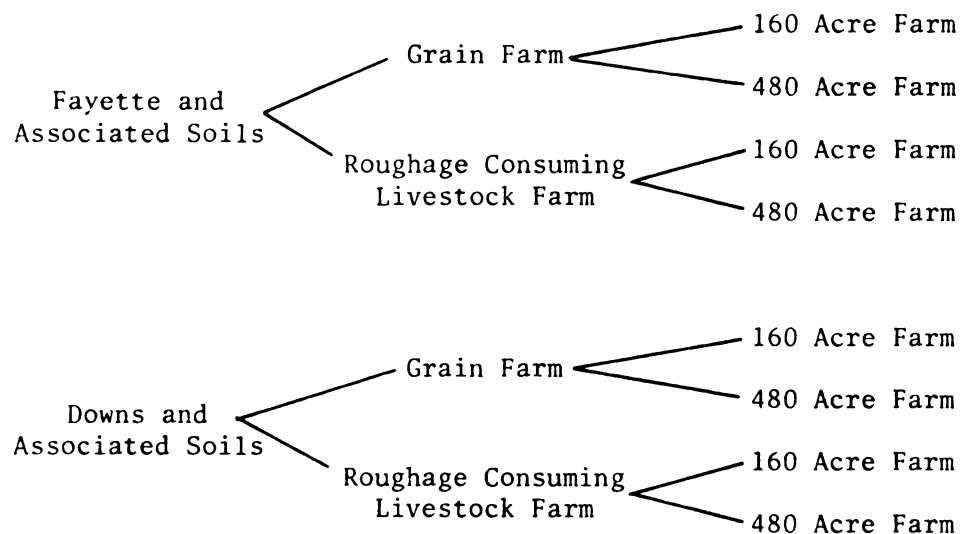 160 Acre Farm
Grain Farm
480 Acre Farm
Fayette and
Associated Soils
160 Acre Farm
Roughage Consuming
Livestock Farm
480 Acre Farm
160 Acre Farm
Grain Farm
480 Acre Farm
Downs and
Associated Soils
160 Acre Farm
Roughage Consuming
Livestock Farm
480 Acre Farm